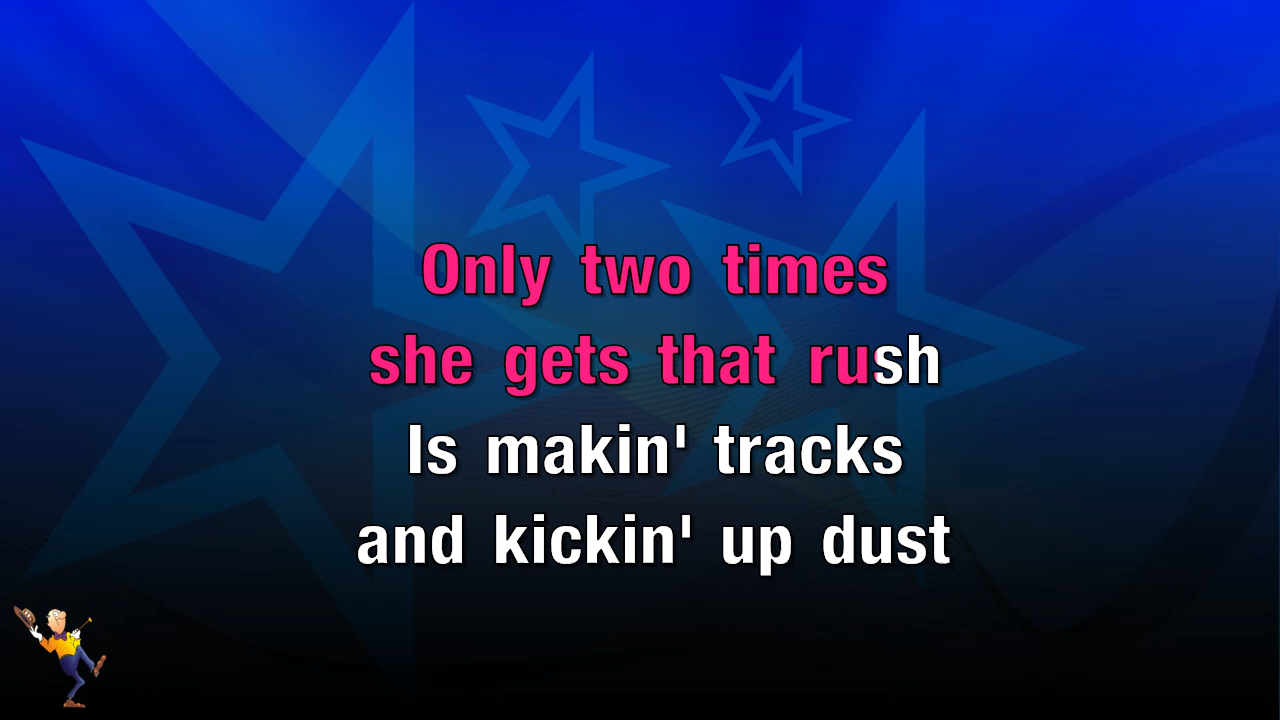 Only two times
she gets that rush
Is makin' tracks
and kickin' up dust